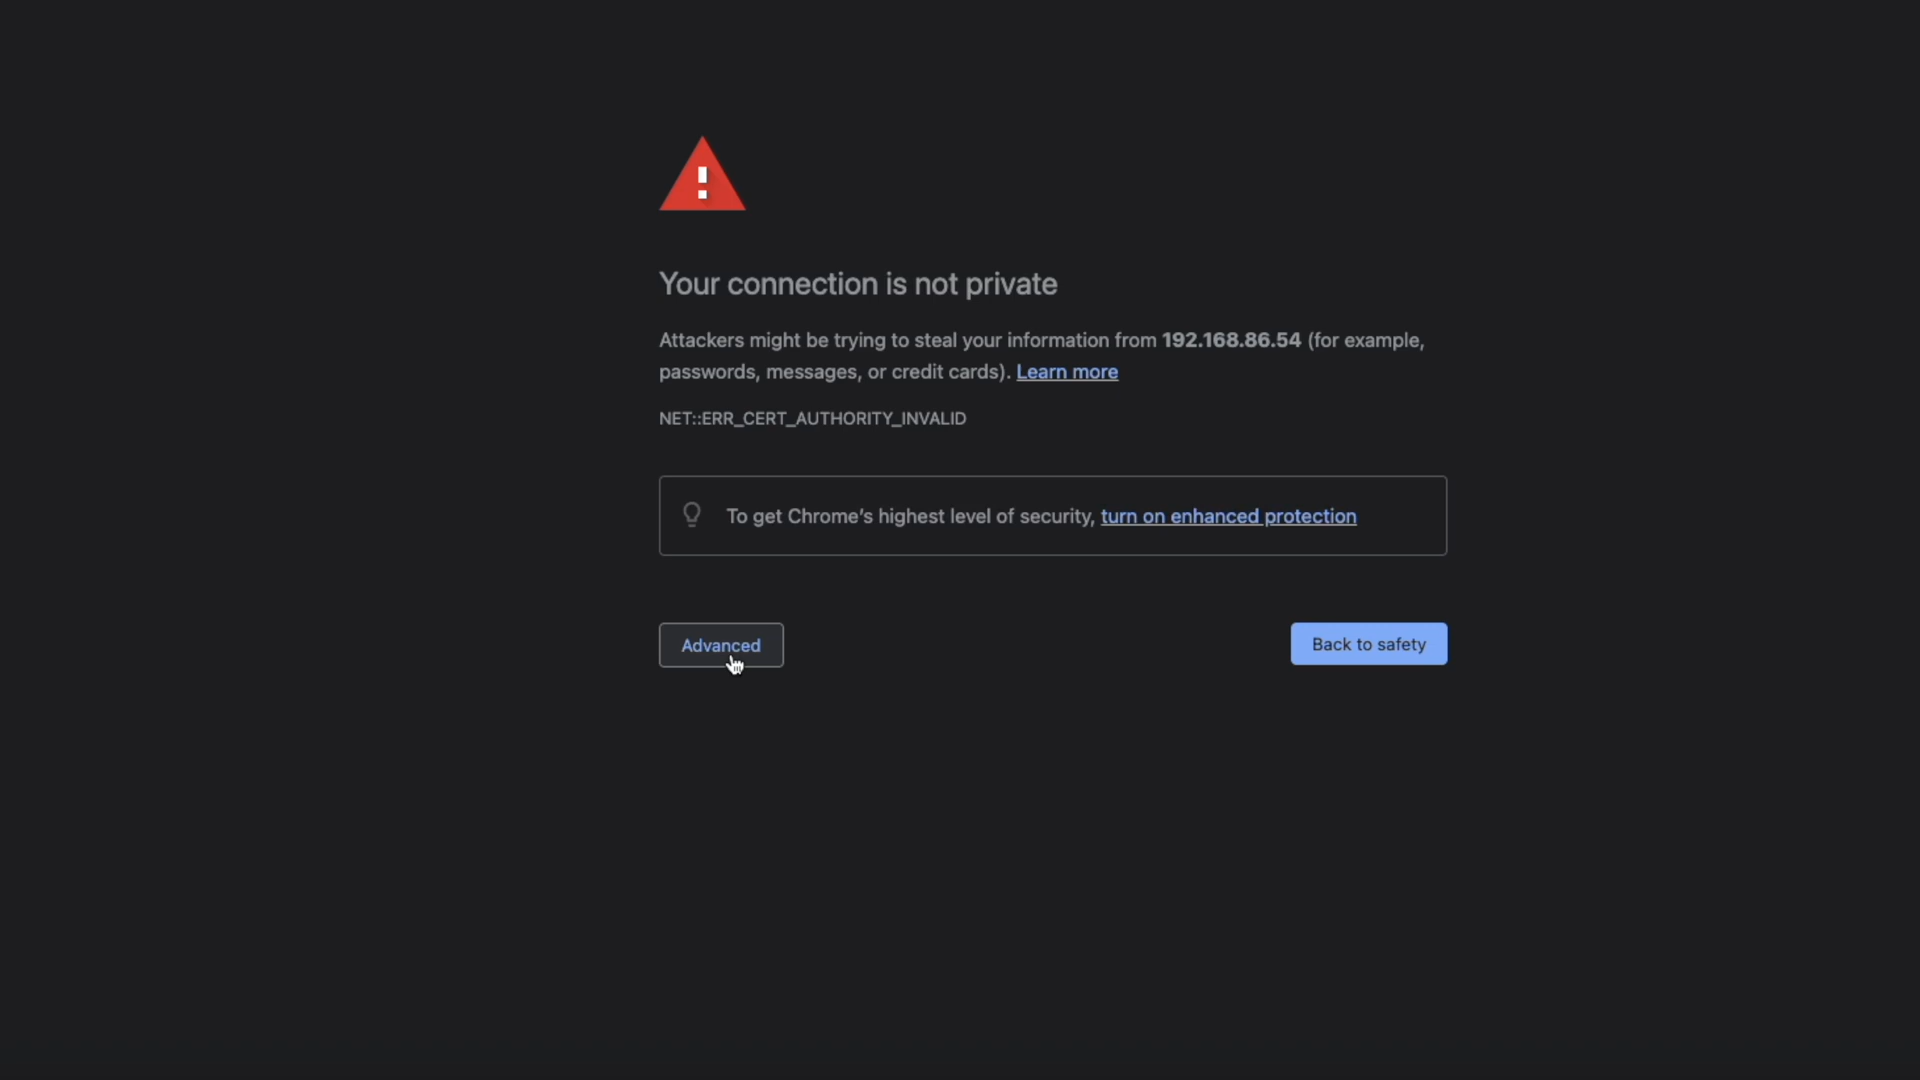 Your connection is not private
Attackers might be trying to steal your information from 192.168.86.54 (for example,
passwords, messages, or credit cards). Learn more
NET::ERR_CERT_AUTHORITY_INVALID
To get Chrome’s highest level of security, turn on enhanced protection
Advanced
Back to safety